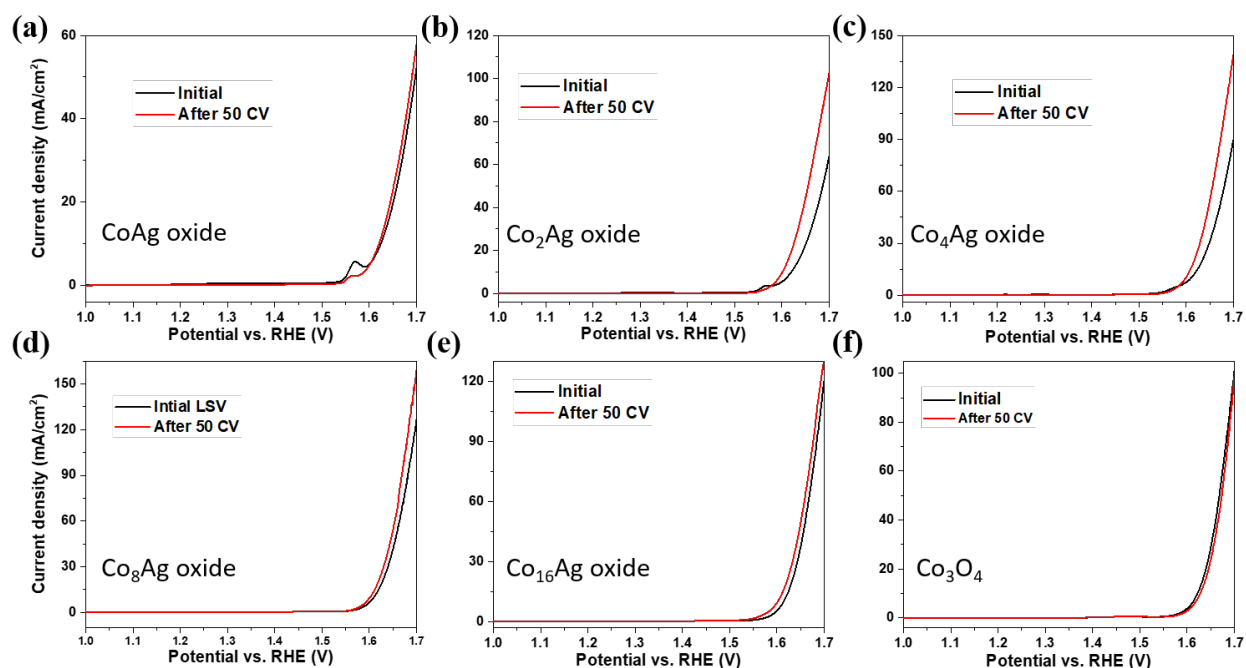 (a)
60
40
20
0
Current density (mA/cm²)
Initial
After 50 CV
CoAg oxide
1.0 1.1 1.2 1.3 1.4 1.5 1.6 1.7
Potential vs. RHE (V)
(b)
120
100
80
60
40
20
0
Initial
After 50 CV
Co₂Ag oxide
1.0 1.1 1.2 1.3 1.4 1.5 1.6 1.7
Potential vs. RHE (V)
(c)
150
120
90
60
30
0
Initial
After 50 CV
Co₄Ag oxide
1.0 1.1 1.2 1.3 1.4 1.5 1.6 1.7
Potential vs. RHE (V)
(d)
150
120
90
60
30
0
Current density (mA/cm²)
Intial LSV
After 50 CV
Co₈Ag oxide
1.0 1.1 1.2 1.3 1.4 1.5 1.6 1.7
Potential vs. RHE (V)
(e)
120
90
60
30
0
Initial
After 50 CV
Co₁₆Ag oxide
1.0 1.1 1.2 1.3 1.4 1.5 1.6 1.7
Potential vs. RHE (V)
(f)
100
80
60
40
20
0
Initial
After 50 CV
Co₃O₄
1.0 1.1 1.2 1.3 1.4 1.5 1.6 1.7
Potential vs. RHE (V)